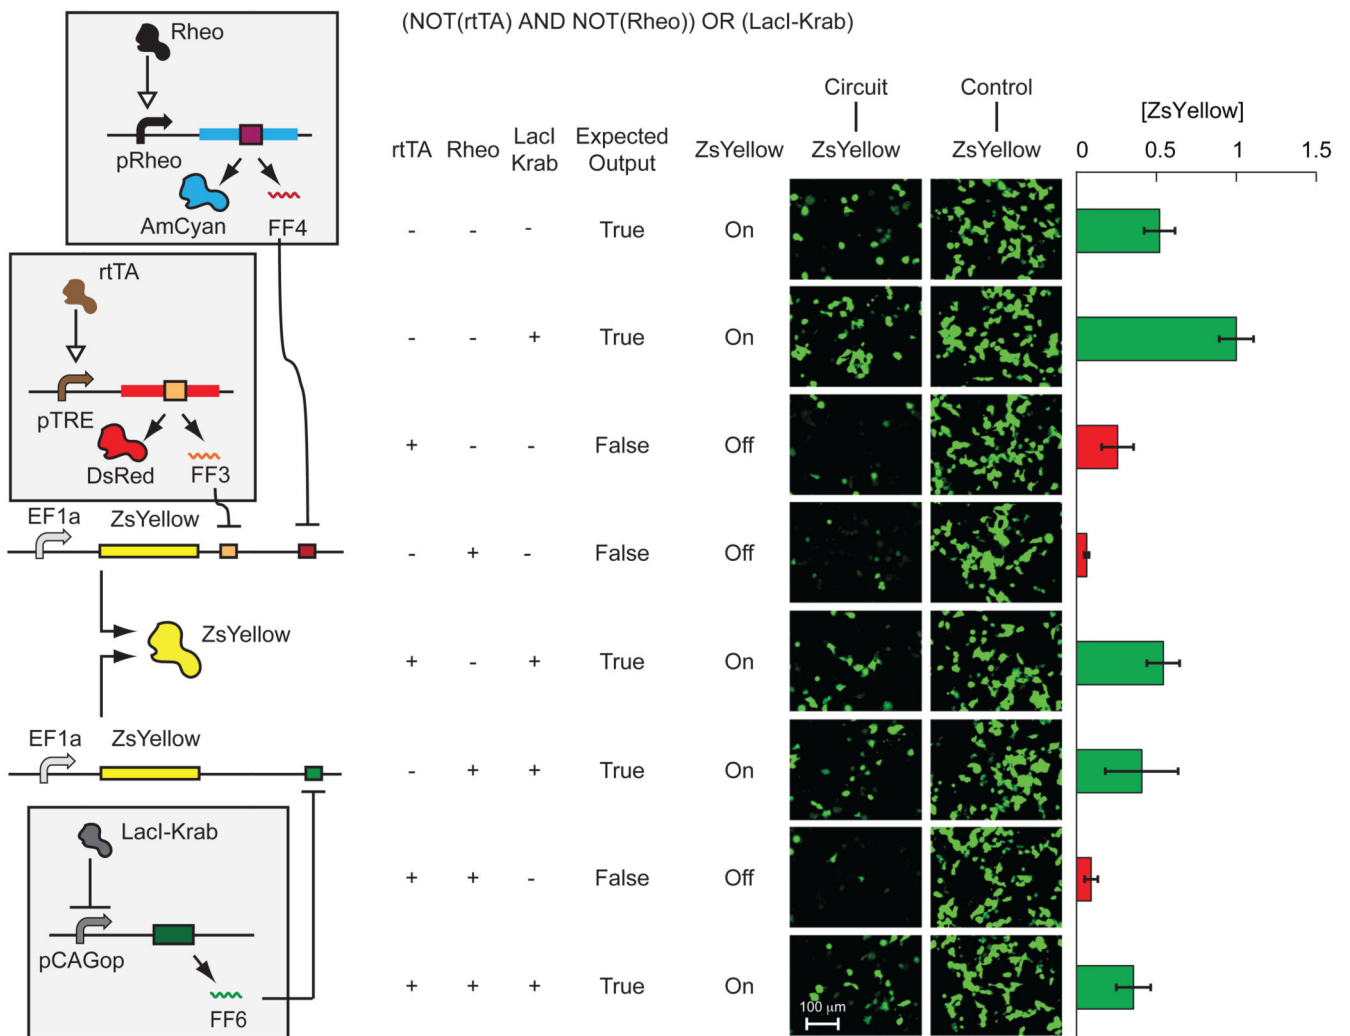 (NOT(rtTA) AND NOT(Rheo)) OR (LacI-Krab)
Rheo
pRheo
AmCyan
FF4
rtTA
pTRE
DsRed
FF3
EF1a
ZsYellow
ZsYellow
EF1a
ZsYellow
LacI-Krab
pCAGop
FF6
Circuit
Control
[ZsYellow]
rtTA Rheo LacI Krab Expected Output ZsYellow ZsYellow ZsYellow
0 0.5 1 1.5
- - - True On
- - + True On
+ - - False Off
- + - False Off
+ - + True On
- + + True On
+ + - False Off
+ + + True On
100 µm